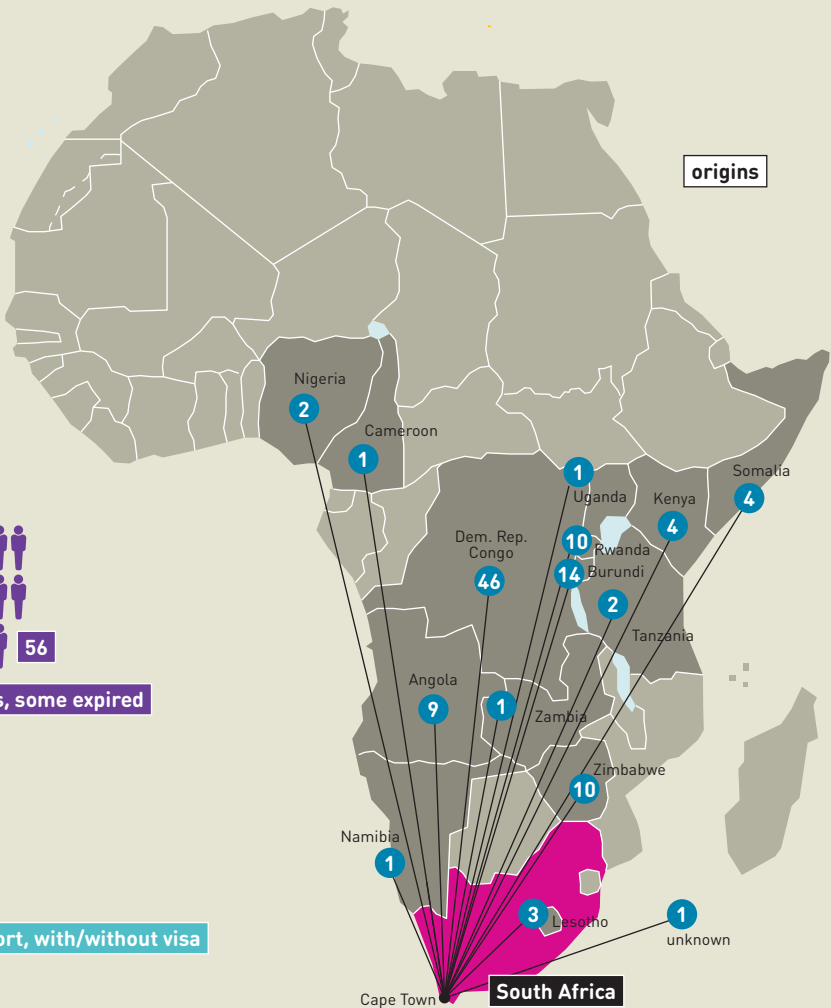 origins
Nigeria
2
Cameroon
1
1
Uganda
Somalia
4
Kenya
4
Dem. Rep.
Congo
46
10
Rwanda
14
Burundi
2
Tanzania
56
s, some expired
Angola
9
1
Zambia
Zimbabwe
10
Namibia
1
3
Lesotho
1
unknown
ort, with/without visa
South Africa
Cape Town